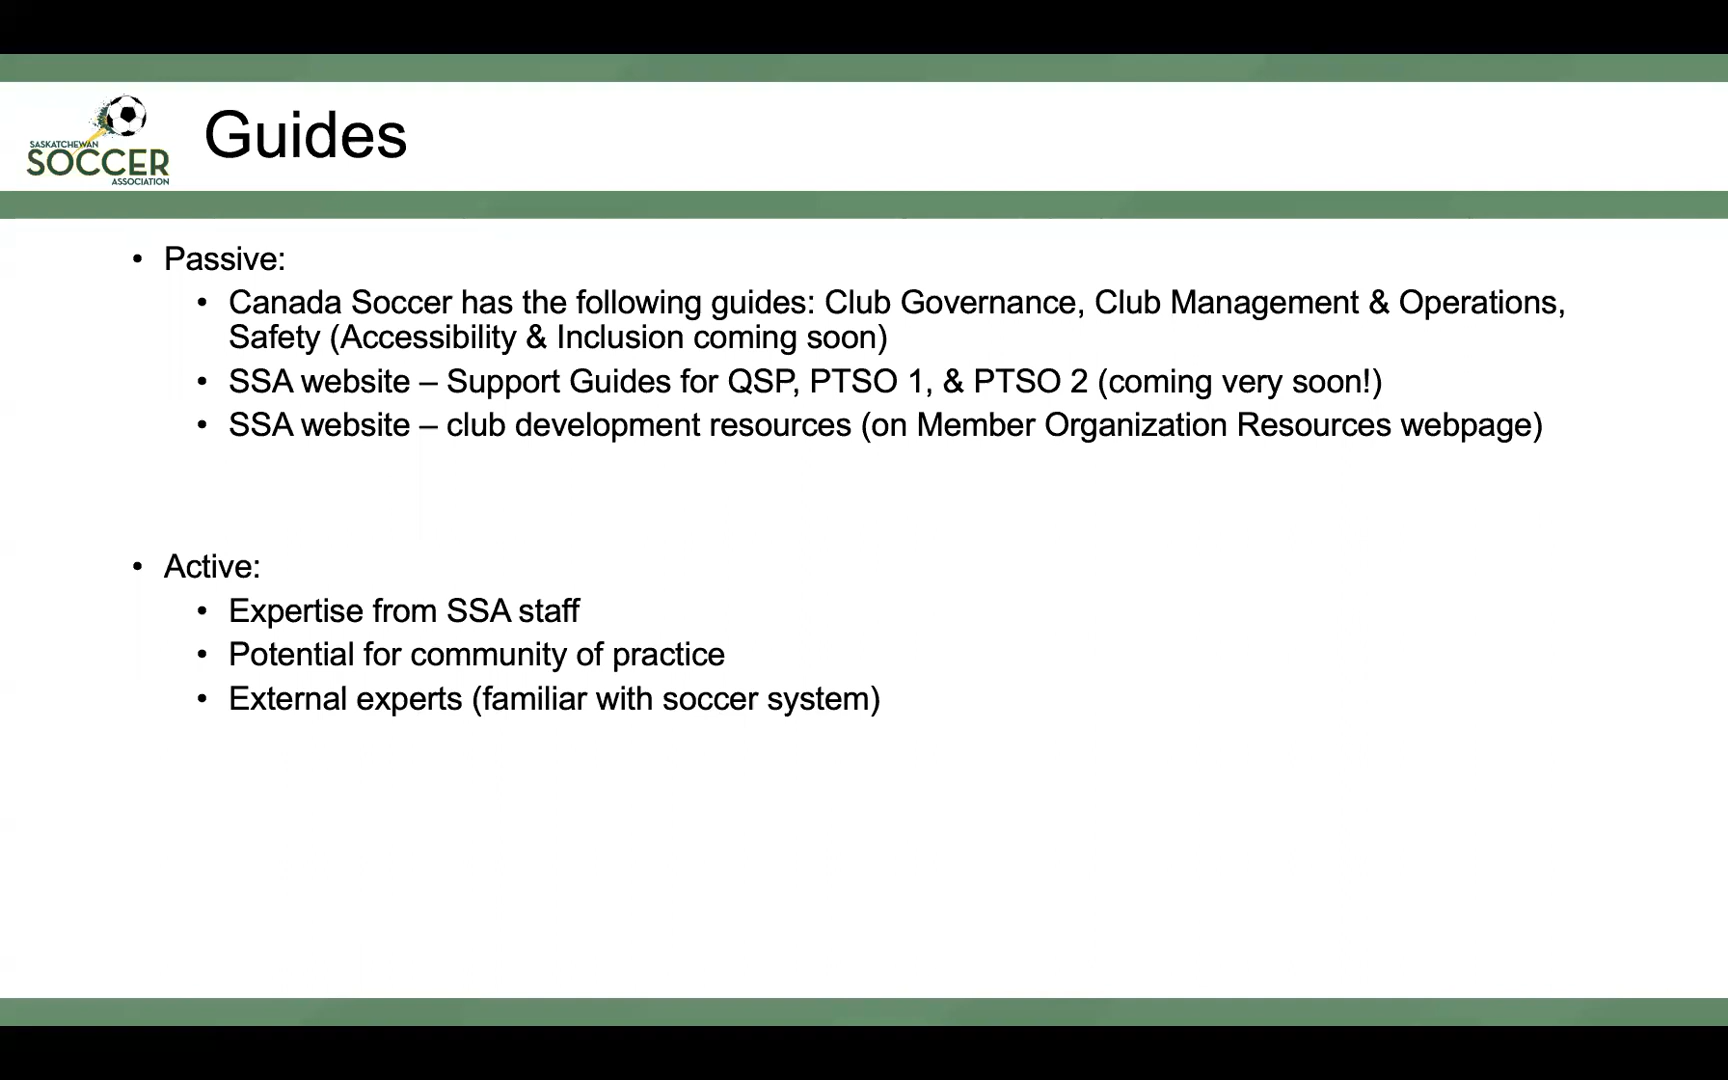 SASKATCHEWAN
SOCCER
ASSOCIATION
Guides
• Passive:
• Canada Soccer has the following guides: Club Governance, Club Management & Operations,
Safety (Accessibility & Inclusion coming soon)
• SSA website – Support Guides for QSP, PTSO 1, & PTSO 2 (coming very soon!)
• SSA website – club development resources (on Member Organization Resources webpage)
• Active:
• Expertise from SSA staff
• Potential for community of practice
• External experts (familiar with soccer system)